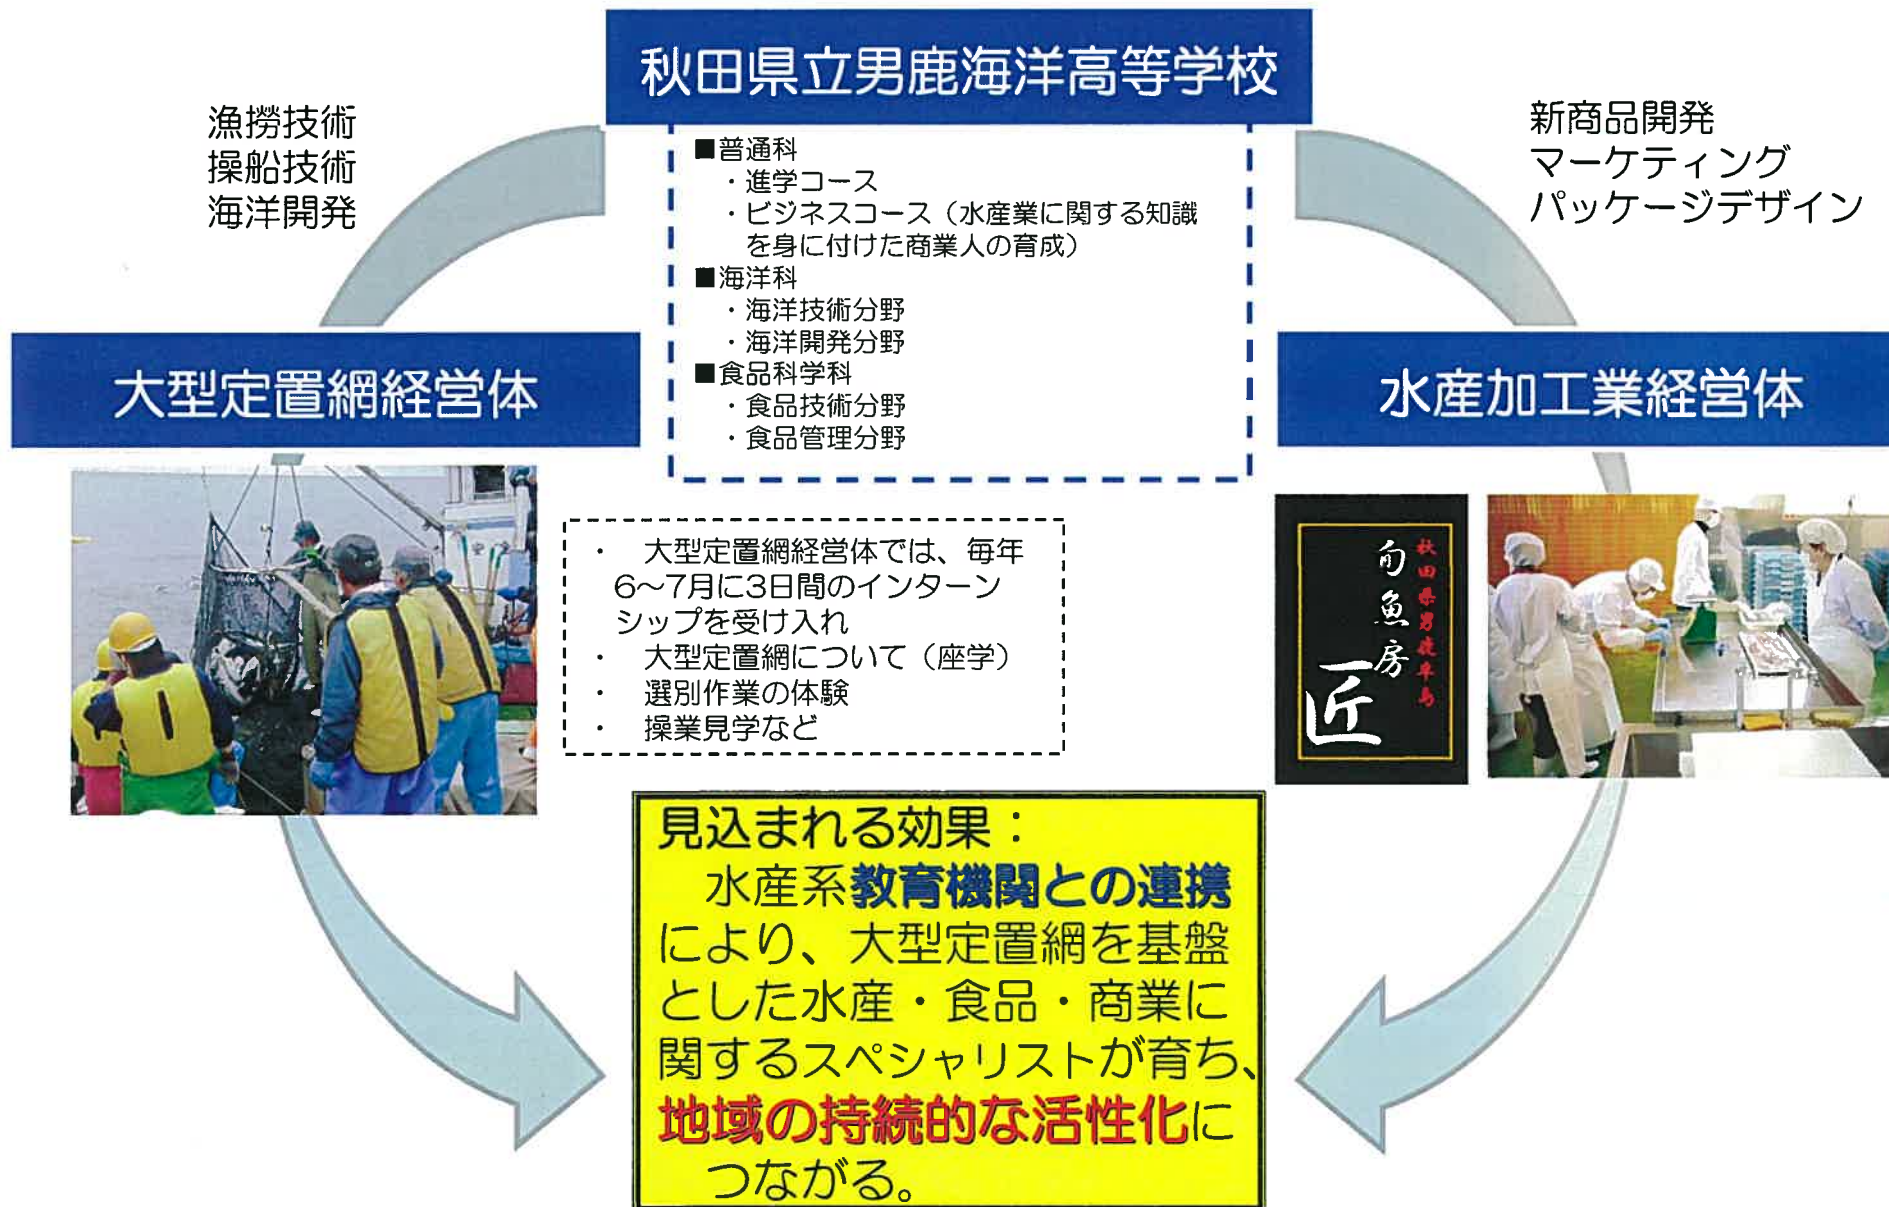 秋田県立男鹿海洋高等学校
漁撈技術
操船技術
海洋開発
■普通科
・進学コース
・ビジネスコース（水産業に関する知識
を身に付けた商業人の育成）
■海洋科
・海洋技術分野
・海洋開発分野
■食品科学科
・食品技術分野
・食品管理分野
新商品開発
マーケティング
パッケージデザイン
大型定置網経営体
水産加工業経営体
・　大型定置網経営体では、毎年
6～7月に3日間のインターン
シップを受け入れ
・　大型定置網について（座学）
・　選別作業の体験
・　操業見学など
秋田県男鹿半島
旬魚房
匠
見込まれる効果：
水産系教育機関との連携
により、大型定置網を基盤
とした水産・食品・商業に
関するスペシャリストが育ち、
地域の持続的な活性化に
つながる。